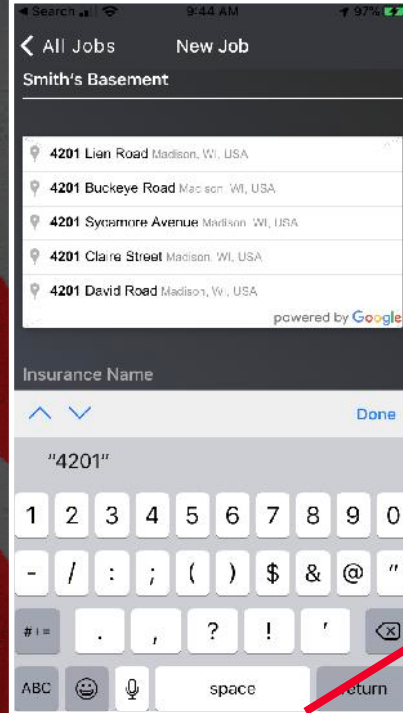 Search
9:44 AM
97%
All Jobs
New Job
Smith's Basement
4201 Lien Road Madison, WI, USA
4201 Buckeye Road Madison, WI, USA
4201 Sycamore Avenue Madison, WI, USA
4201 Claire Street Madison, WI, USA
4201 David Road Madison, WI, USA
powered by Google
Insurance Name
Done
"4201"
1 2 3 4 5 6 7 8 9 0
- / : ; ( ) $ & @ "
#+= . , ? ! '
ABC space return